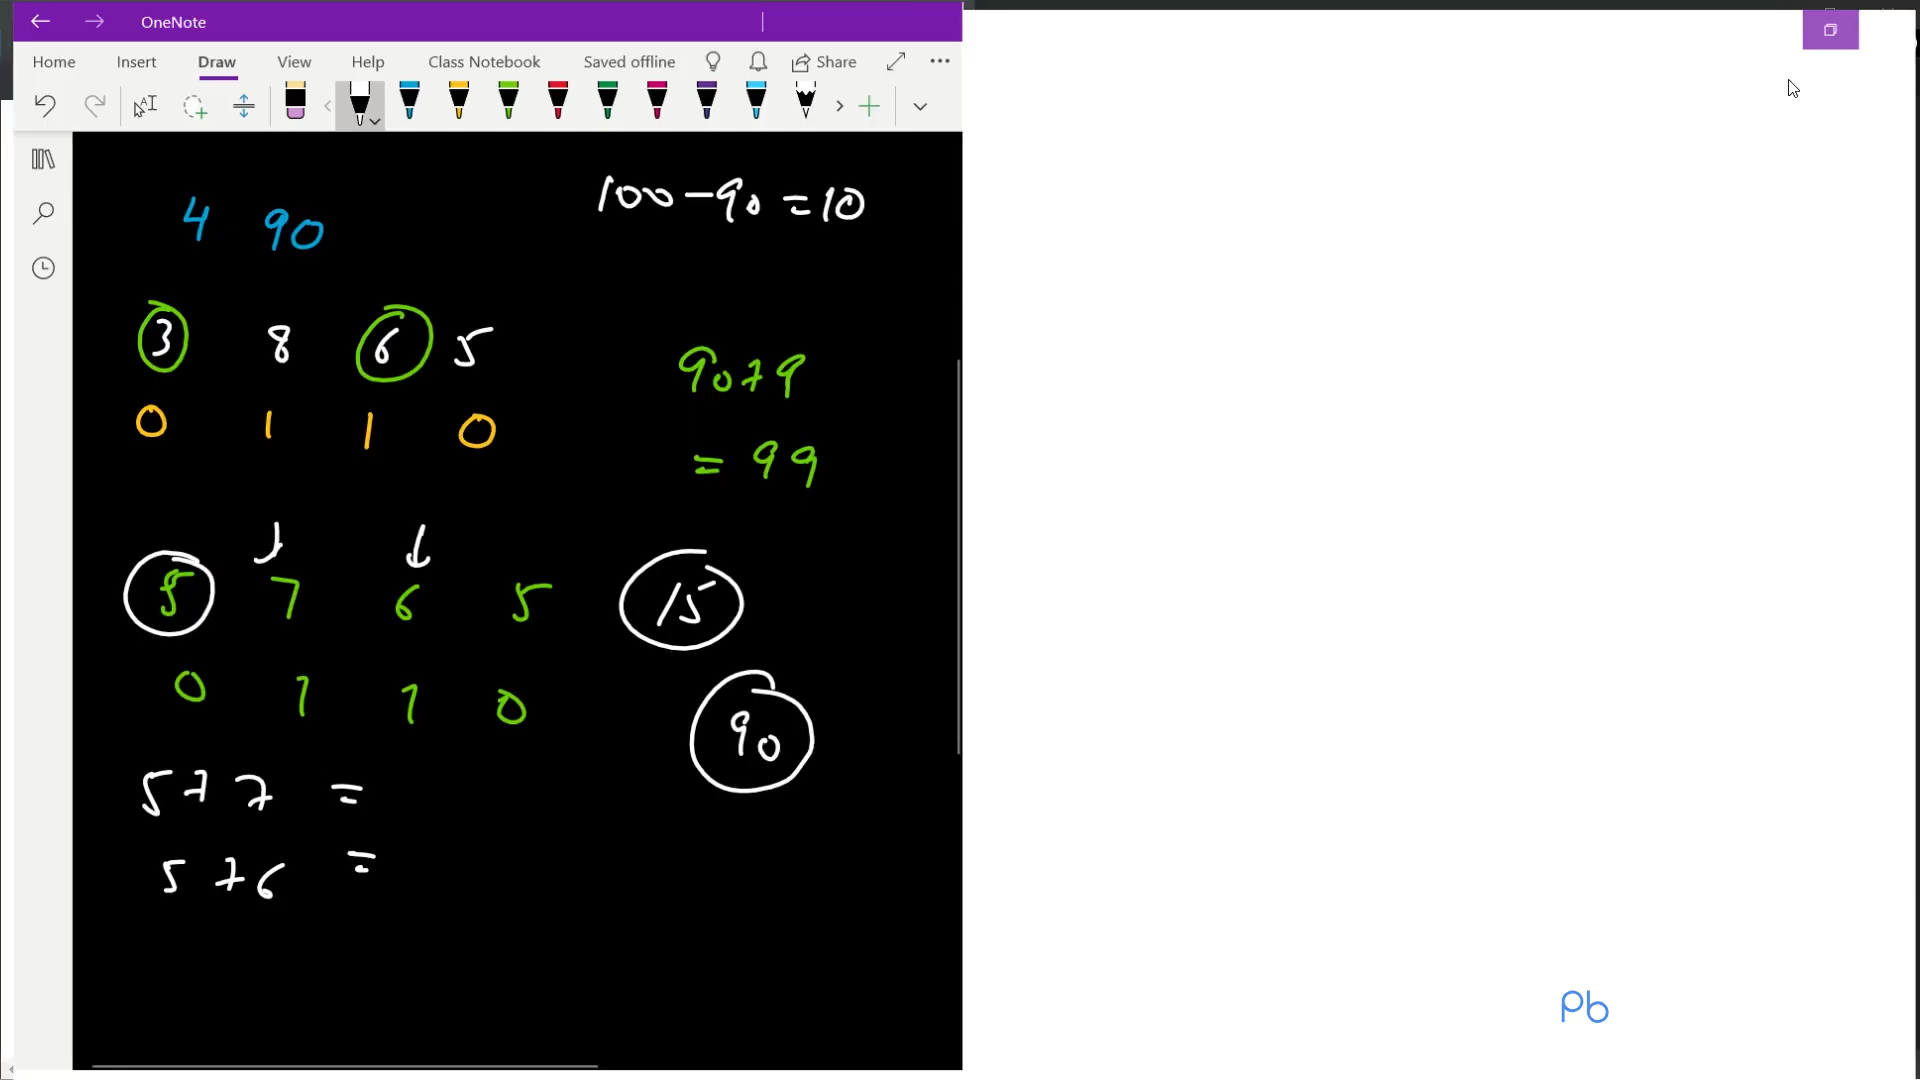 OneNote
Home Insert Draw View Help Class Notebook Saved offline Share
4 90
100-90=10
3 8 6 5
0 1 1 0
90+9
= 99
5 7 6 5
15
0 1 1 0
90
5+7 =
5+6 =
Pb